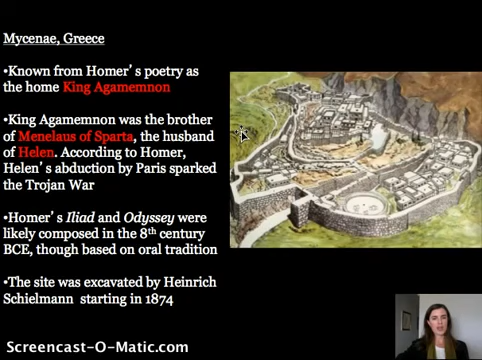 Mycenae, Greece
•Known from Homer's poetry as
the home King Agamemnon
•King Agamemnon was the brother
of Menelaus of Sparta, the husband
of Helen. According to Homer,
Helen's abduction by Paris sparked
the Trojan War
•Homer's Iliad and Odyssey were
likely composed in the 8th century
BCE, though based on oral tradition
•The site was excavated by Heinrich
Schielmann starting in 1874
Screencast-O-Matic.com